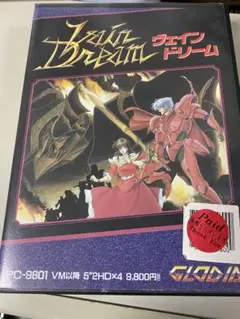 Vain
Dream
ヴェイン
ドリーム
Paid
PC-9801 VM以降 5"2HD×4 9,800円
GLODIA